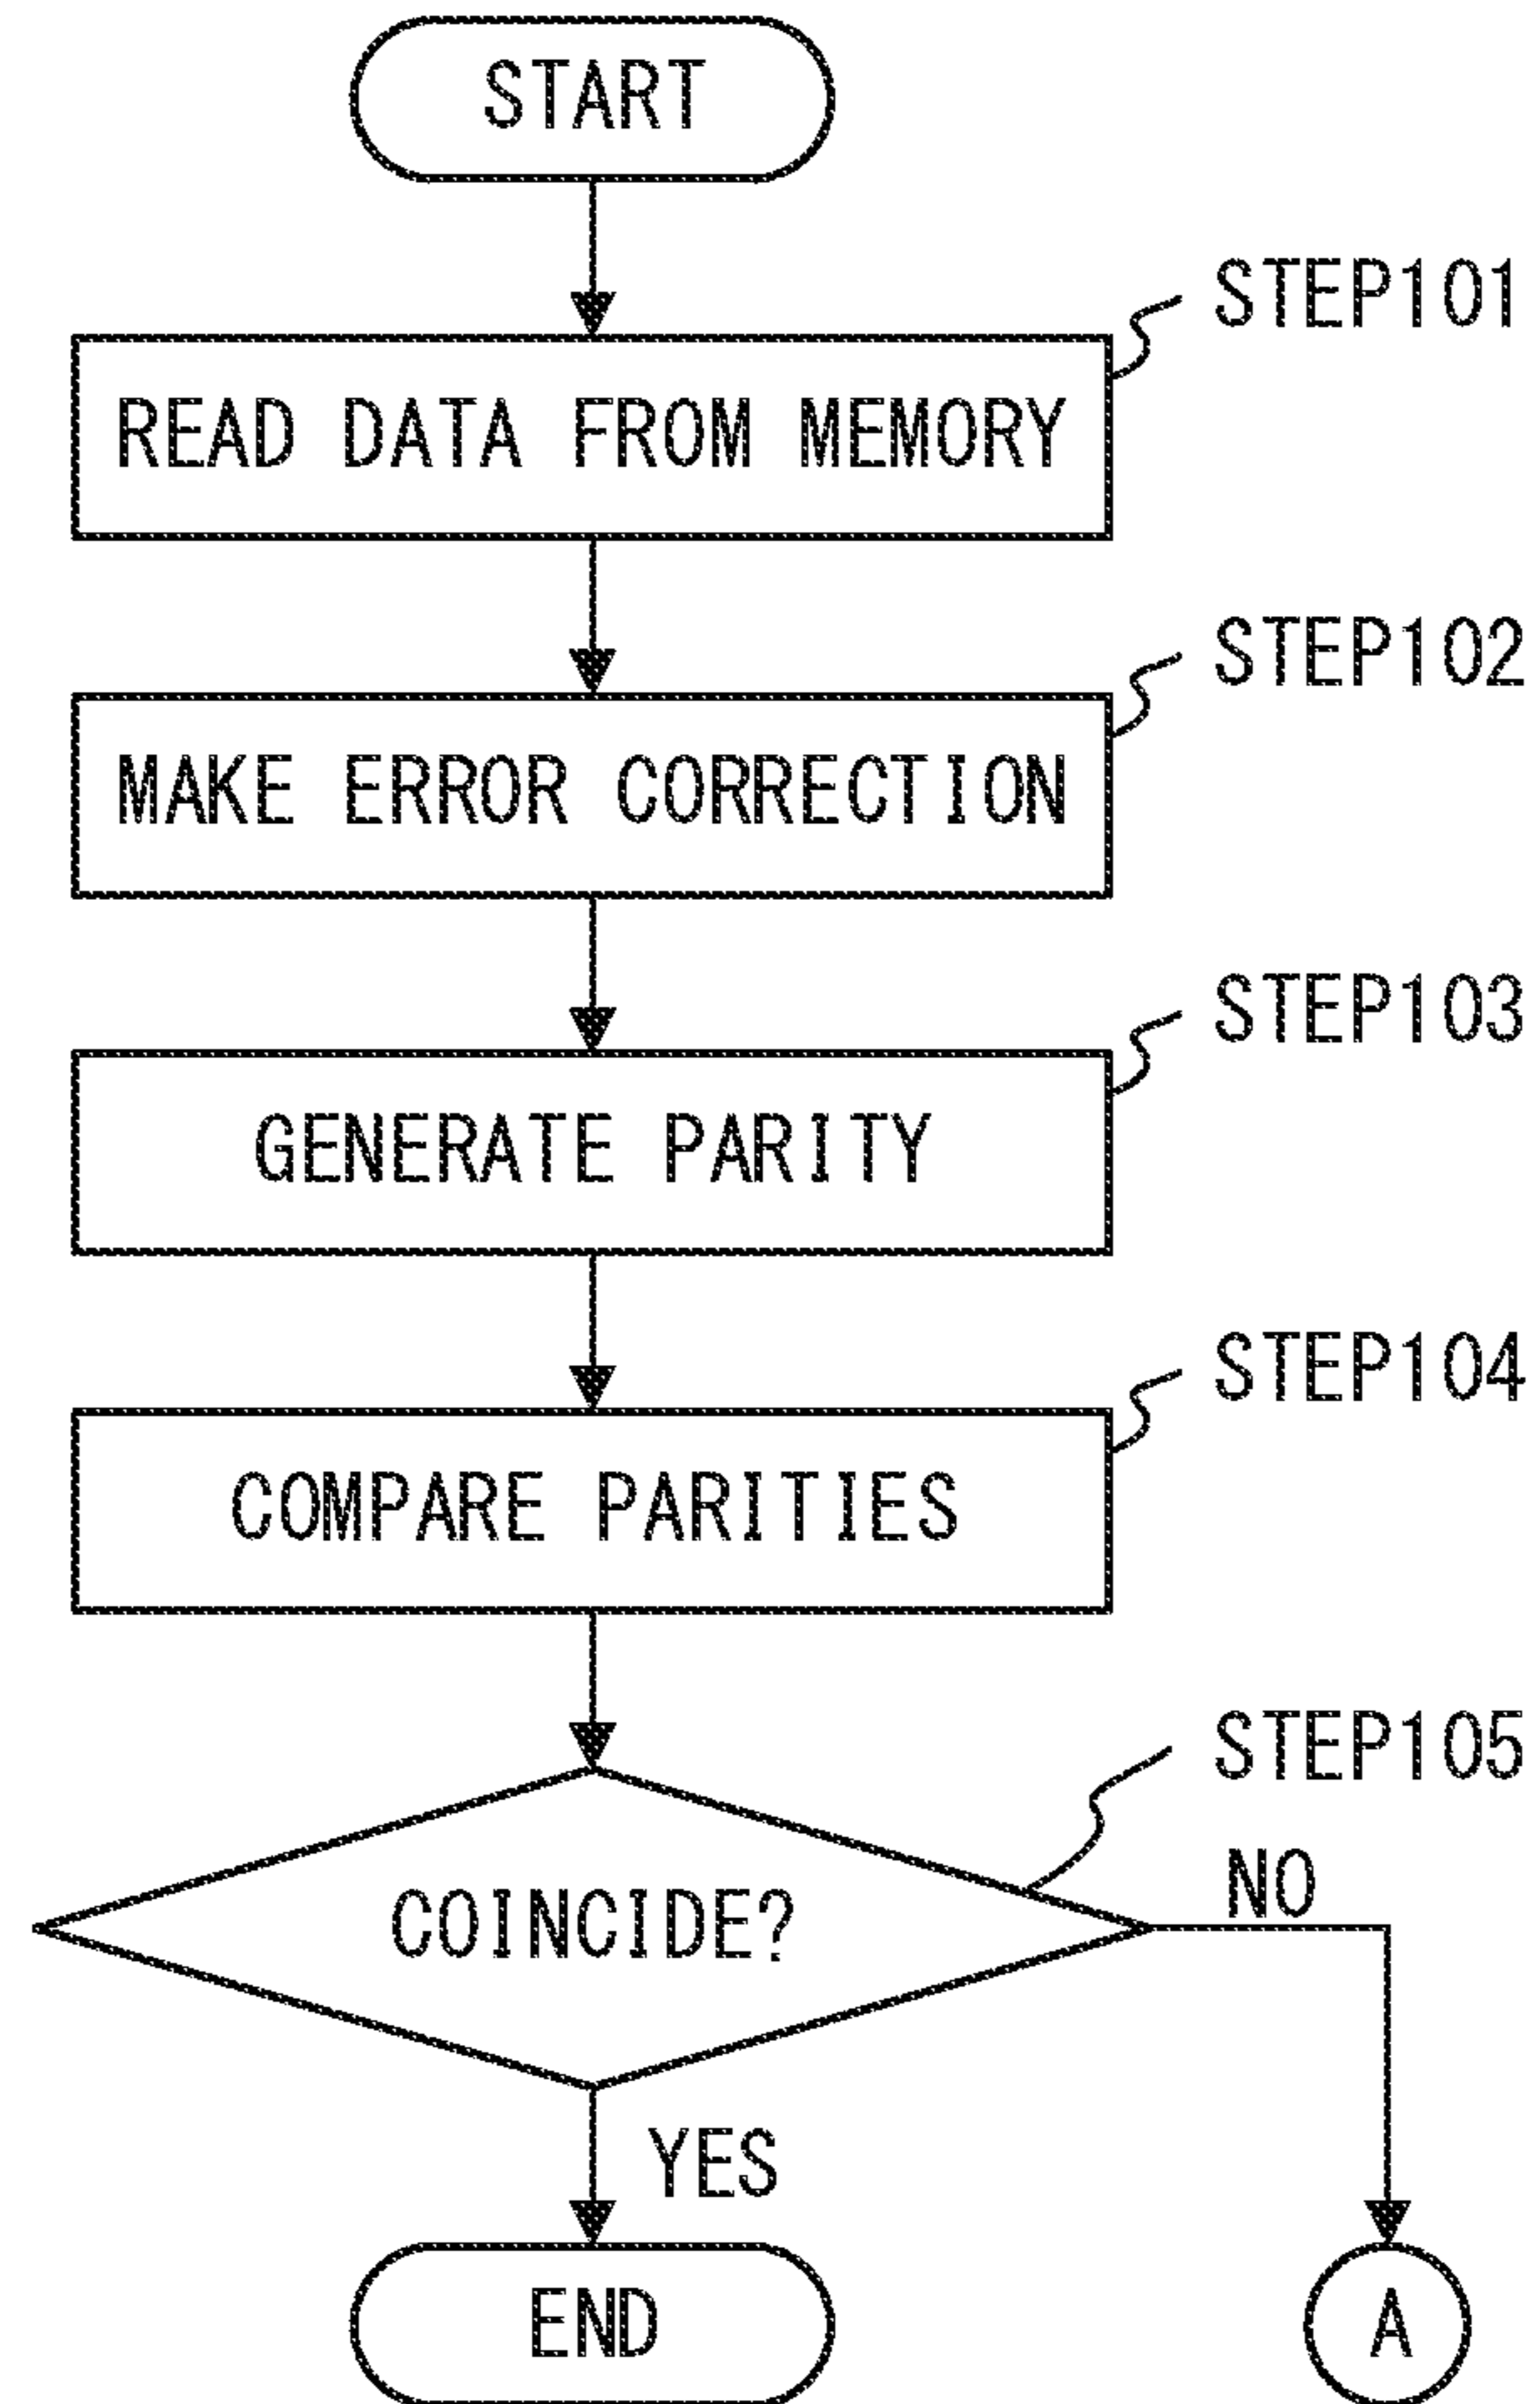 START
STEP101
READ DATA FROM MEMORY
STEP102
MAKE ERROR CORRECTION
STEP103
GENERATE PARITY
STEP104
COMPARE PARITIES
STEP105
COINCIDE?
NO
YES
END
A